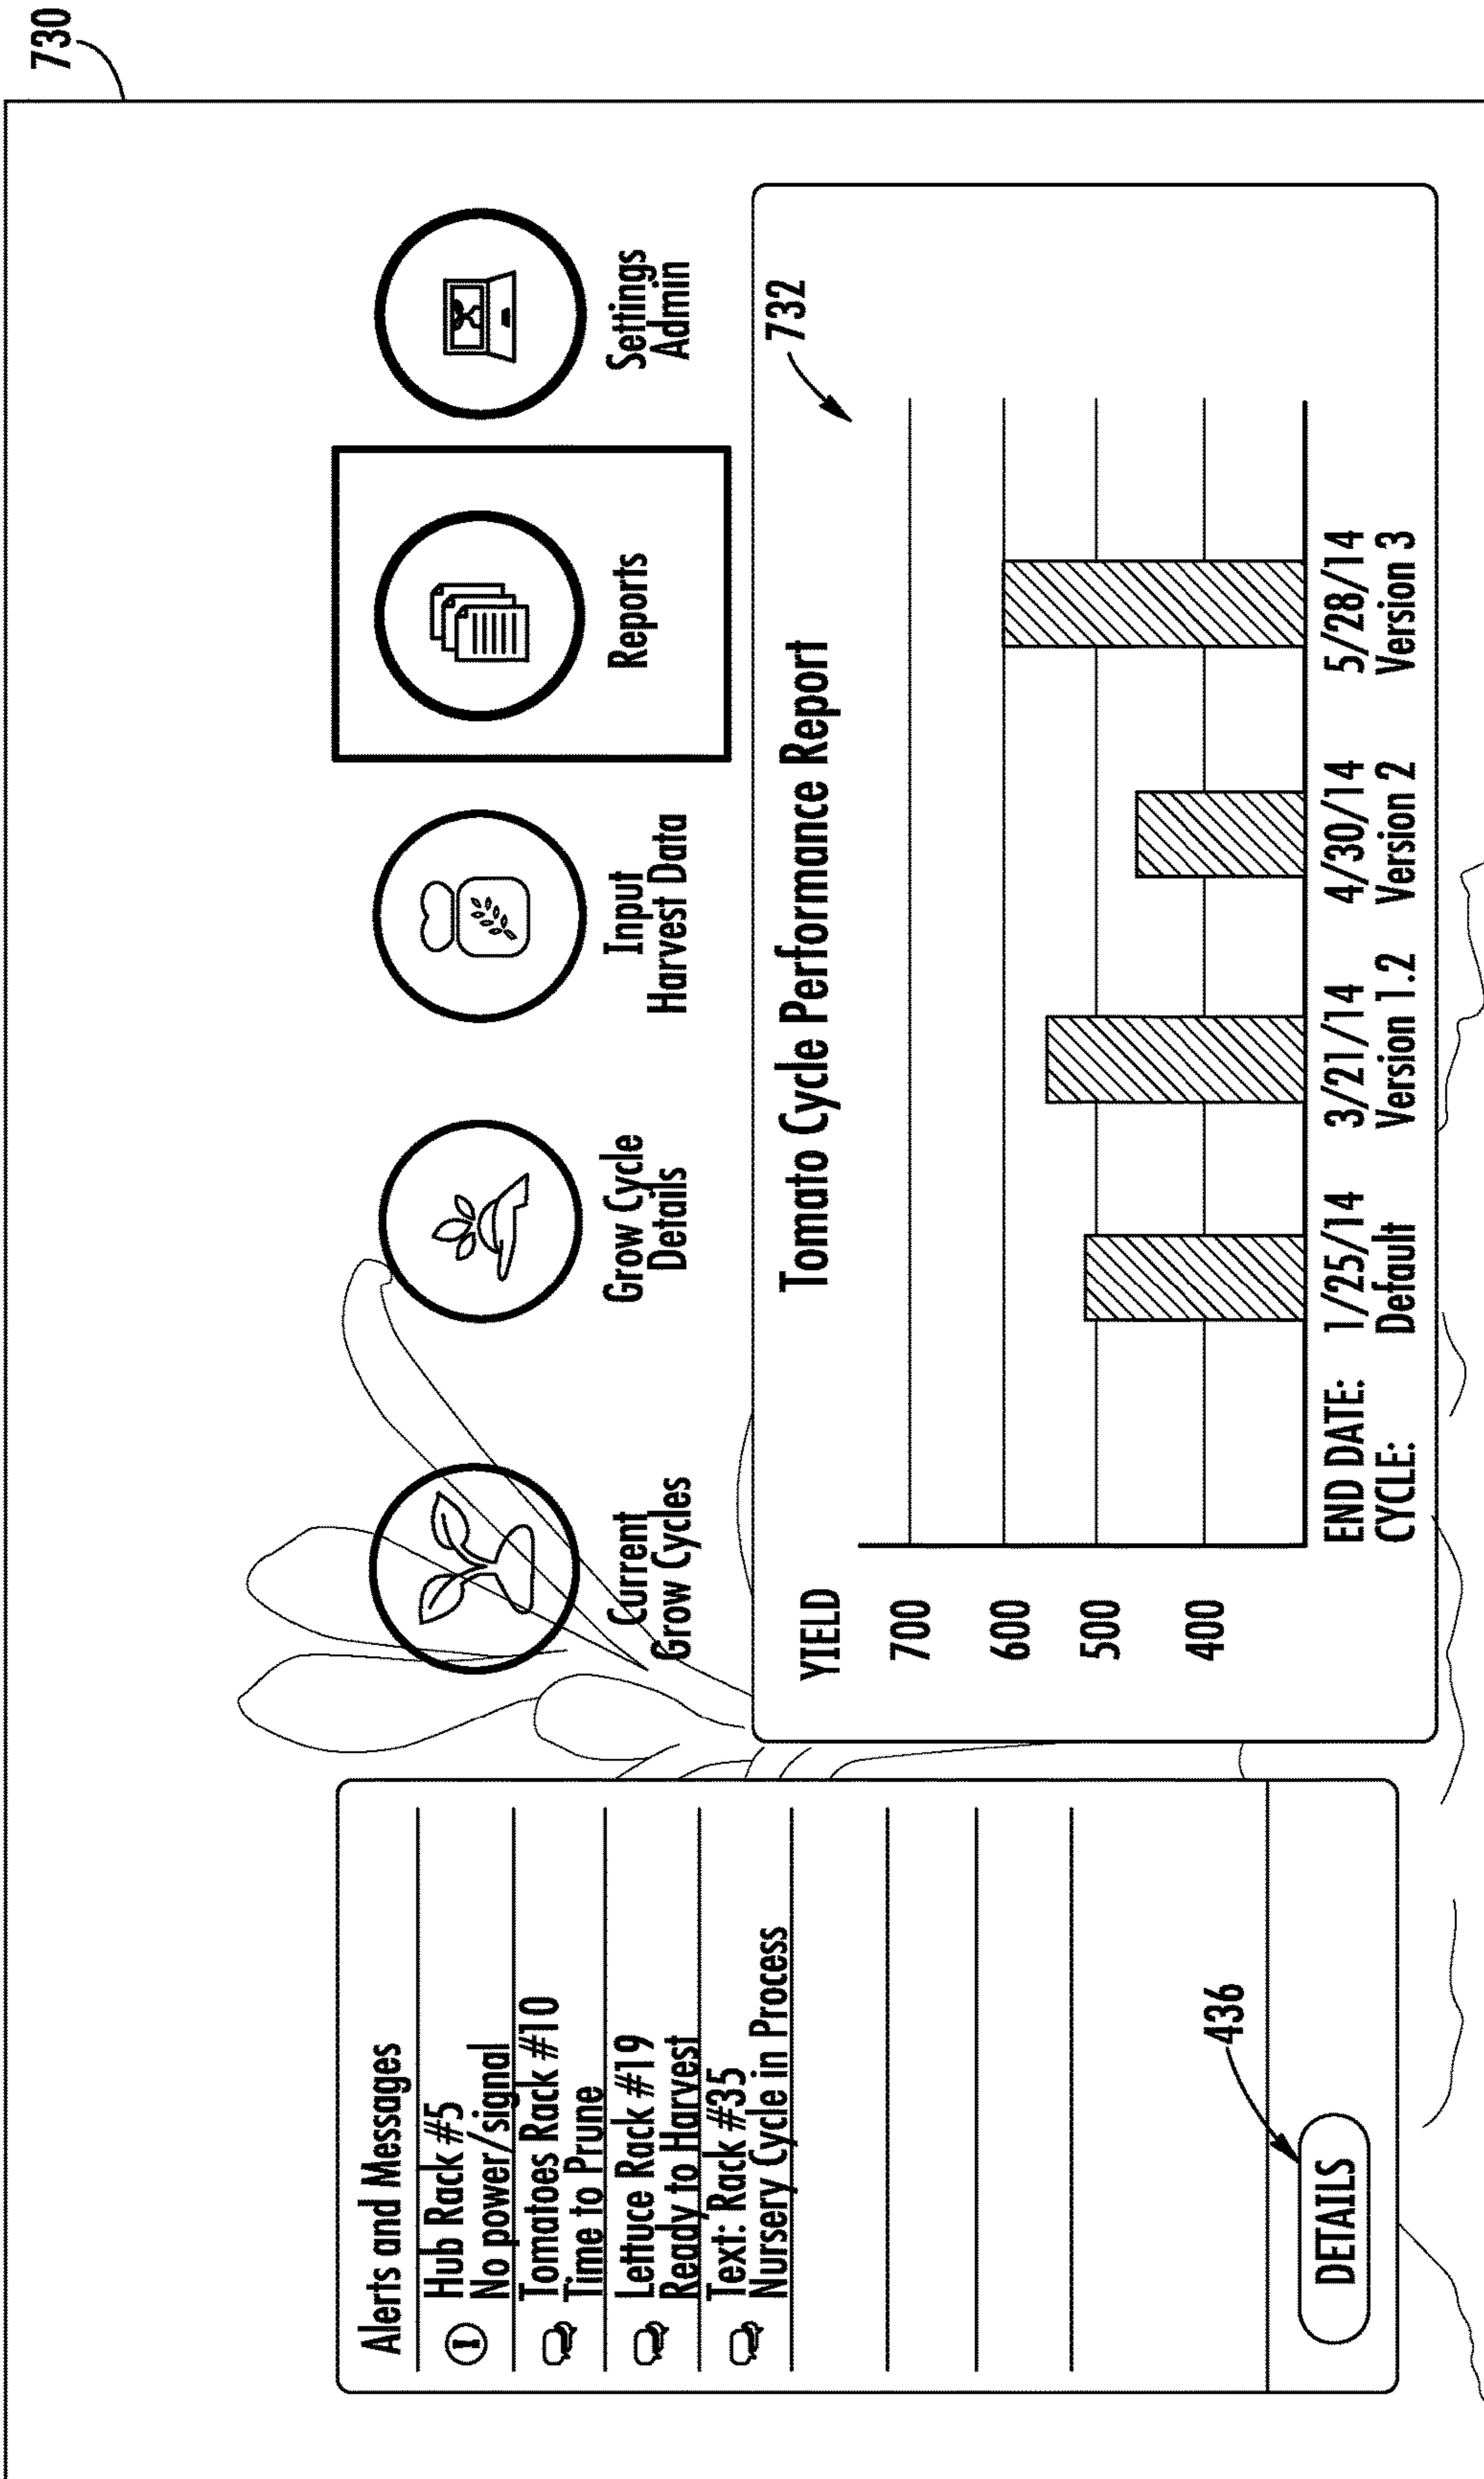 730
Alerts and Messages
Hub Rack #5
No power/signal
Tomatoes Rack #10
Time to Prune
Lettuce Rack #19
Ready to Harvest
Text: Rack #35
Nursery Cycle in Process
436
DETAILS
Current
Grow Cycles
Grow Cycle
Details
Input
Harvest Data
Reports
Settings
Admin
732
Tomato Cycle Performance Report
YIELD
700
600
500
400
END DATE: 1/25/14 3/21/14 4/30/14 5/28/14
CYCLE: Default Version 1.2 Version 2 Version 3